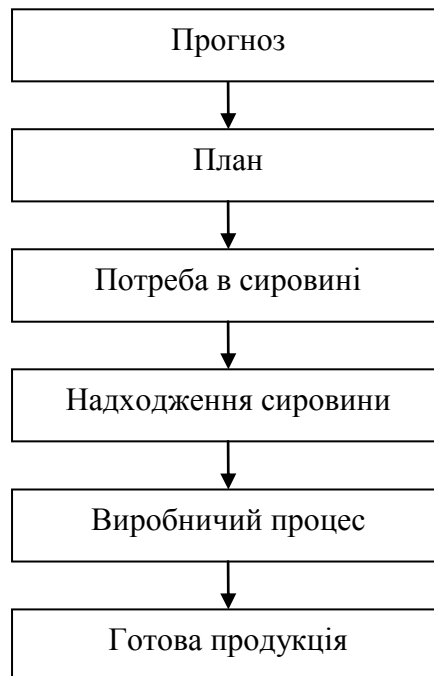 Прогноз
План
Потреба в сировині
Надходження сировини
Виробничий процес
Готова продукція